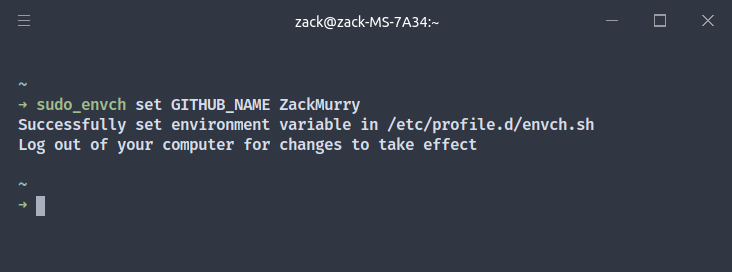 zack@zack-MS-7A34:~
~
→ sudo_envch set GITHUB_NAME ZackMurry
Successfully set environment variable in /etc/profile.d/envch.sh
Log out of your computer for changes to take effect
~
→